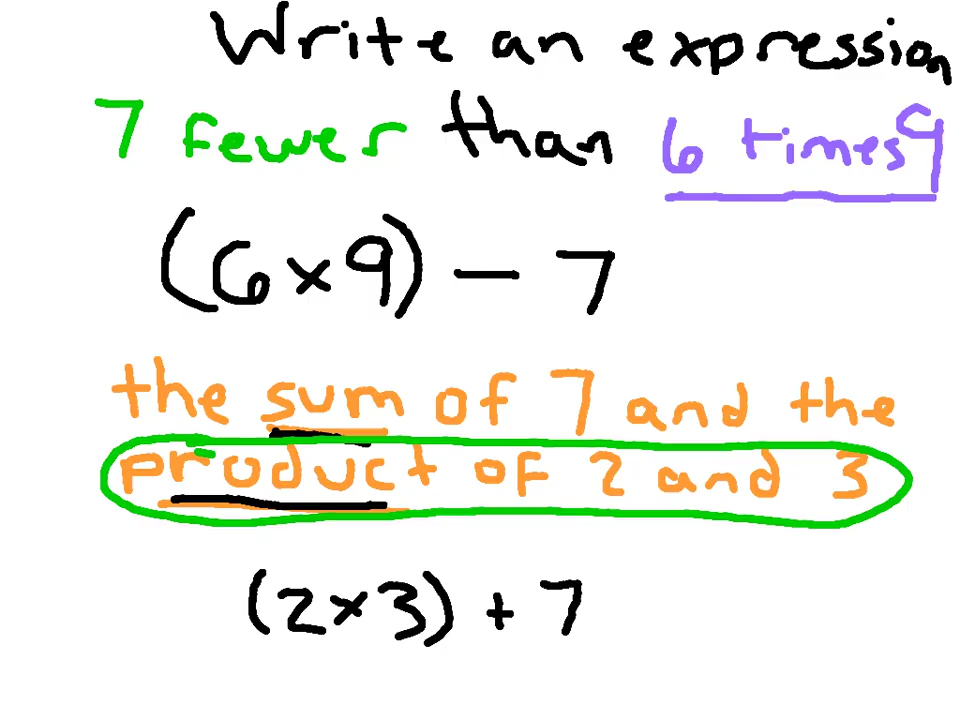 Write an expression
7 fewer than 6 times 9
(6 x 9) - 7
the sum of 7 and the
product of 2 and 3
(2 x 3) + 7